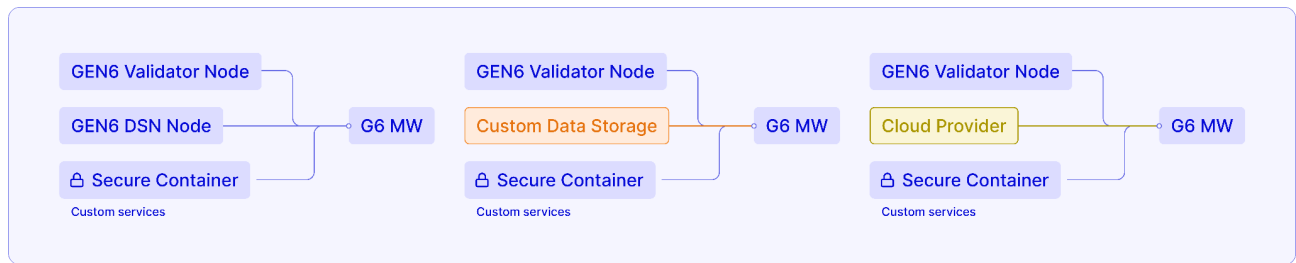 GEN6 Validator Node
GEN6 DSN Node
G6 MW
Secure Container
Custom services
GEN6 Validator Node
Custom Data Storage
G6 MW
Secure Container
Custom services
GEN6 Validator Node
Cloud Provider
G6 MW
Secure Container
Custom services